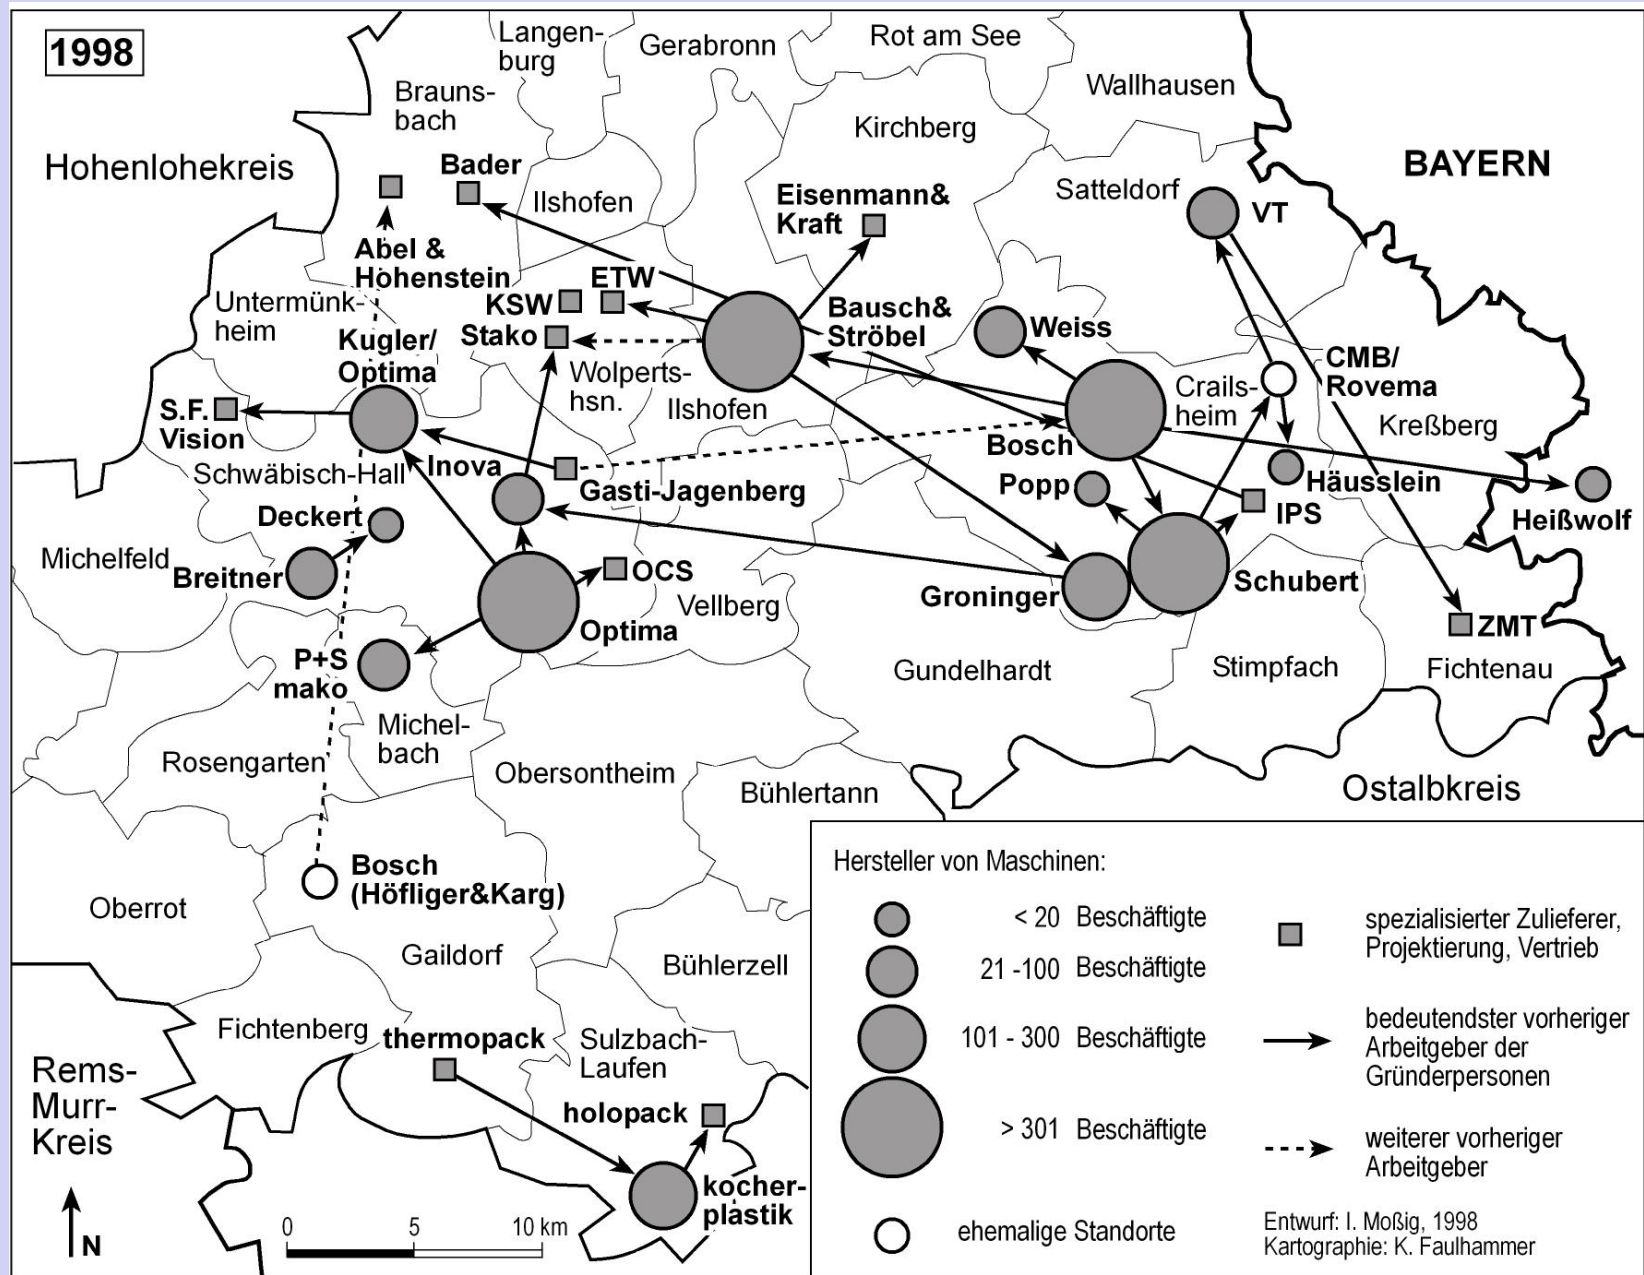 1998
Langen-
burg
Gerabronn
Rot am See
Wallhausen
Brauns-
bach
Kirchberg
Hohenlohekreis
BAYERN
Bader
Ilshofen
Eisenmann&
Kraft
Satteldorf
VT
Abel &
Hohenstein
ETW
KSW
Stako
Untermünk-
heim
Kugler/
Optima
Bausch&
Ströbel
Weiss
CMB/
Rovema
Wolperts-
hsn.
Ilshofen
Crails-
heim
Kreßberg
S.F.
Vision
Schwäbisch-Hall
Inova
Gasti-Jagenberg
Bosch
Popp
Häusslein
IPS
Heißwolf
Deckert
Michelfeld
Breitner
OCS
Optima
Vellberg
Groninger
Schubert
ZMT
P+S
mako
Gundelhardt
Stimpfach
Fichtenau
Michel-
bach
Rosengarten
Obersontheim
Bühlertann
Ostalbkreis
Bosch
(Höfliger&Karg)
Oberrot
Gaildorf
Bühlerzell
Fichtenberg
thermopack
Sulzbach-
Laufen
Rems-
Murr-
Kreis
holopack
kocher-
plastik
N
0 5 10 km
Hersteller von Maschinen:
< 20 Beschäftigte
21 -100 Beschäftigte
101 - 300 Beschäftigte
> 301 Beschäftigte
ehemalige Standorte
spezialisierter Zulieferer,
Projektierung, Vertrieb
bedeutendster vorheriger
Arbeitgeber der
Gründerpersonen
weiterer vorheriger
Arbeitgeber
Entwurf: I. Moßig, 1998
Kartographie: K. Faulhammer